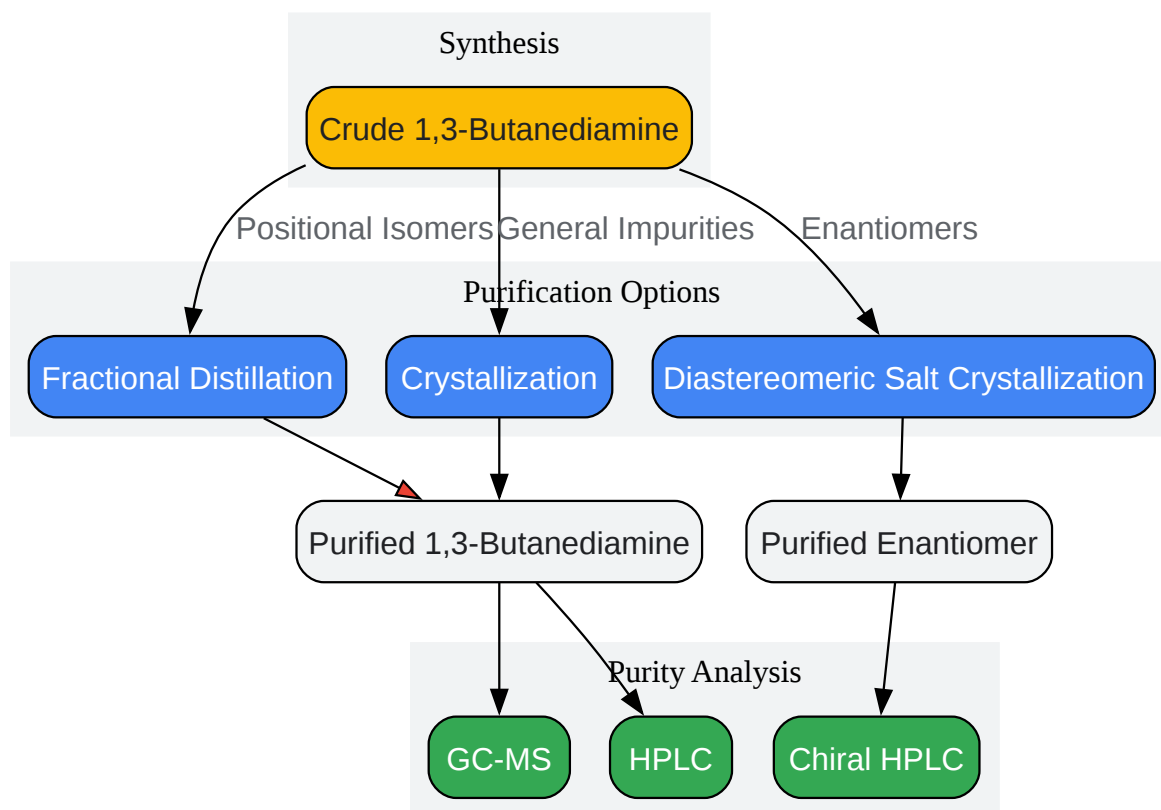 Synthesis
Crude 1,3-Butanediamine
Positional Isomers
General Impurities
Enantiomers
Purification Options
Fractional Distillation
Crystallization
Diastereomeric Salt Crystallization
Purified 1,3-Butanediamine
Purified Enantiomer
Purity Analysis
GC-MS
HPLC
Chiral HPLC